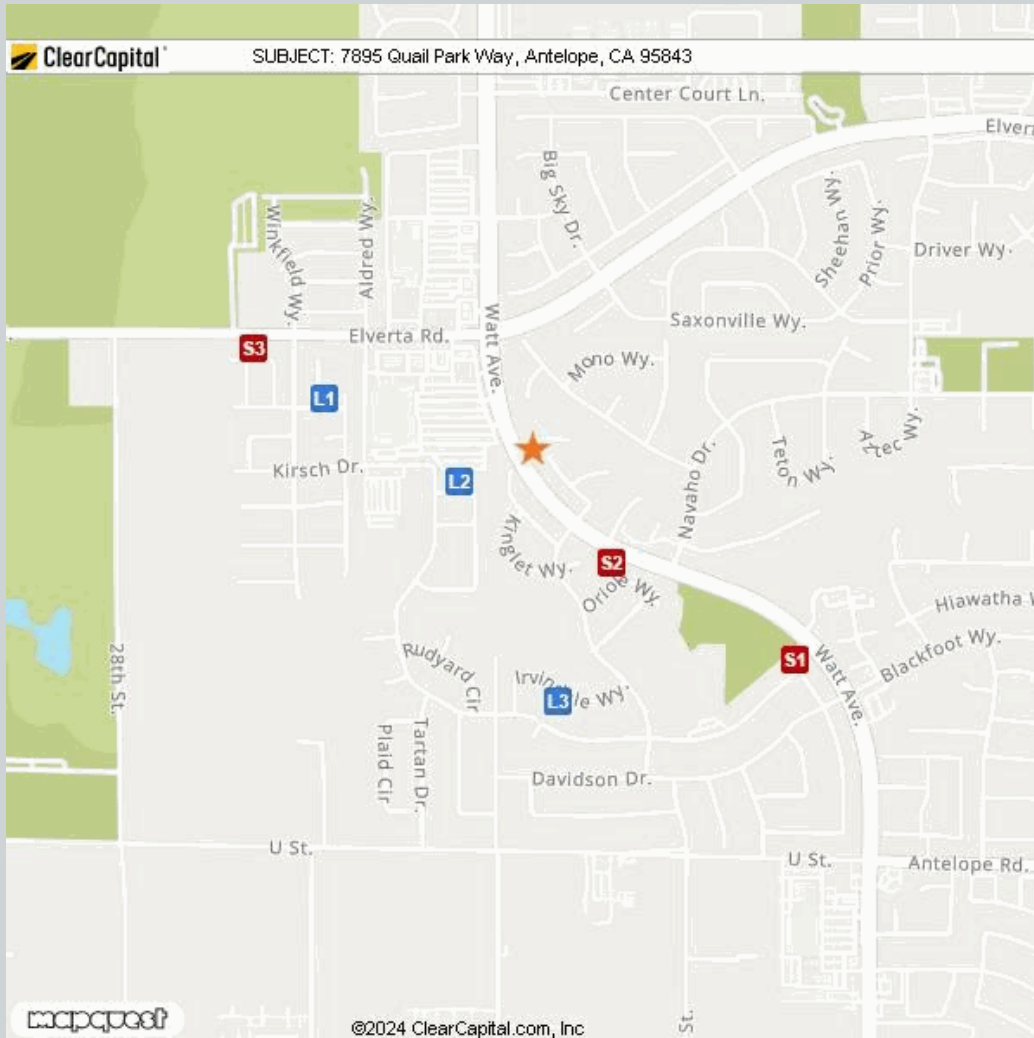 ClearCapital SUBJECT: 7895 Quail Park Way, Antelope, CA 95843
Center Court Ln.
Big Sky Dr.
Sheehan Wy.
Prior Wy.
Winkfield Wy.
Aldred Wy.
Driver Wy.
Saxonville Wy.
Elverta Rd.
Watt Ave.
S3
Mono Wy.
L1
Aztec Wy.
Navaho Dr.
Teton Wy.
Kirsch Dr.
L2
Kinglet Wy.
S2
Oriole Wy.
Hiawatha W
Blackfoot Wy.
28th St.
Rudyard Cir
S1
Watt Ave.
L3
Tartan Dr.
Plaid Cir
Davidson Dr.
U St.
U St.
Antelope Rd.
mapquest
©2024 ClearCapital.com, Inc
St.